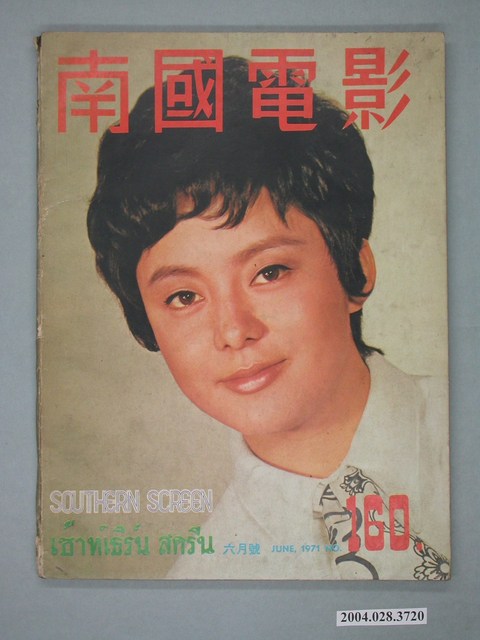 南國電影
SOUTHERN SCREEN
เซ้าท์เธิร์น สกรีน 六月號 JUNE, 1971 NO. 160
2004.028.3720